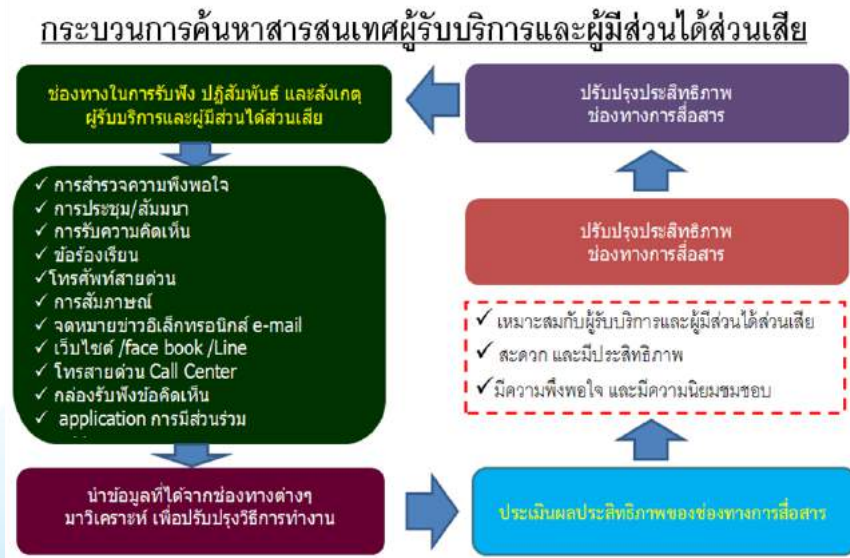 กระบวนการค้นหาสารสนเทศผู้รับบริการและผู้มีส่วนได้ส่วนเสีย
ช่องทางในการรับฟัง ปฏิสัมพันธ์ และสังเกตุ
ผู้รับบริการและผู้มีส่วนได้ส่วนเสีย
✓ การสำรวจความพึงพอใจ
✓ การประชุม/สัมมนา
✓ การรับความคิดเห็น
✓ ข้อร้องเรียน
✓โทรศัพท์สายด่วน
✓ การสัมภาษณ์
✓ จดหมายข่าวอิเล็กทรอนิกส์ e-mail
✓ เว็บไซต์ /face book /Line
✓ โทรสายด่วน Call Center
✓ กล่องรับฟังข้อคิดเห็น
✓ application การมีส่วนร่วม
นำข้อมูลที่ได้จากช่องทางต่างๆ
มาวิเคราะห์ เพื่อปรับปรุงวิธีการทำงาน
ประเมินผลประสิทธิภาพของช่องทางการสื่อสาร
✓ เหมาะสมกับผู้รับบริการและผู้มีส่วนได้ส่วนเสีย
✓ สะดวก และมีประสิทธิภาพ
✓ มีความพึงพอใจ และมีความนิยมชมชอบ
ปรับปรุงประสิทธิภาพ
ช่องทางการสื่อสาร
ปรับปรุงประสิทธิภาพ
ช่องทางการสื่อสาร